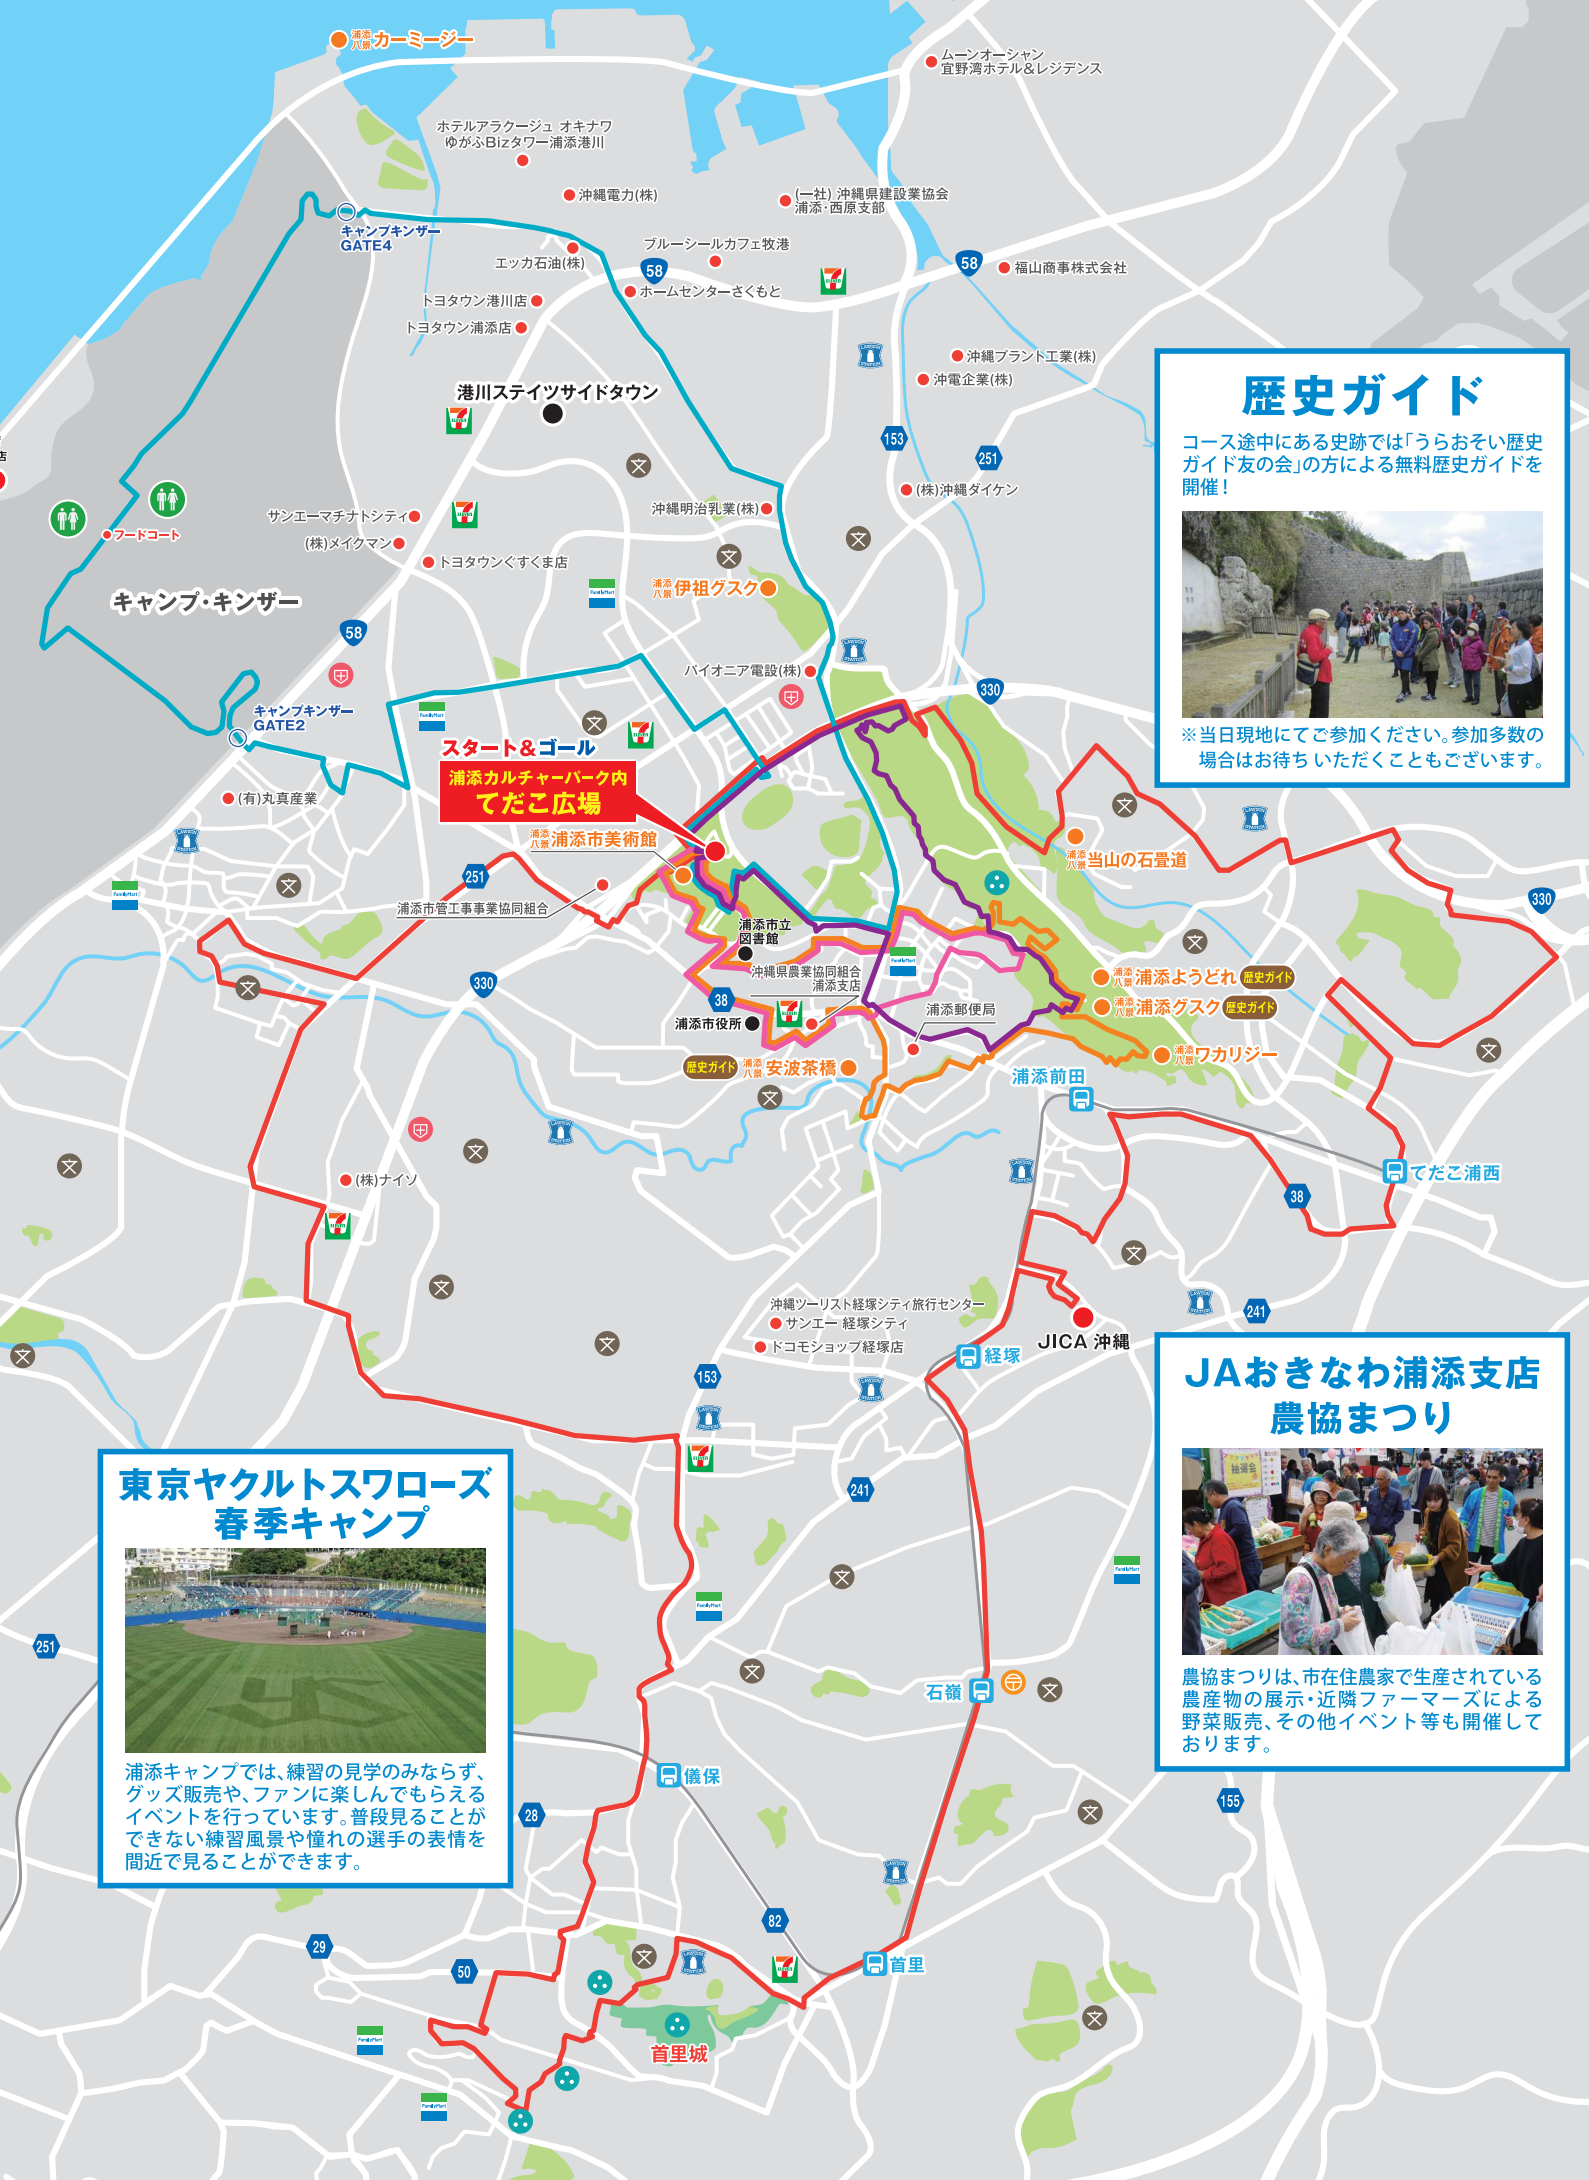 浦添八景 カーミージー
ムーンオーシャン
宜野湾ホテル&レジデンス
ホテルアラクージュ オキナワ
ゆがふBizタワー浦添港川
沖縄電力(株)
(一社) 沖縄県建設業協会
浦添・西原支部
キャンプキンザー
GATE4
エッカ石油(株)
ブルーシールカフェ牧港
58
58
福山商事株式会社
ホームセンターさくもと
トヨタウン港川店
トヨタウン浦添店
沖縄プラント工業(株)
沖電企業(株)
港川ステイツサイドタウン
153
251
店
(株)沖縄ダイケン
沖縄明治乳業(株)
サンエーマチナトシティ
(株)メイクマン
フードコート
トヨタウンぐすくま店
浦添八景 伊祖グスク
キャンプ・キンザー
58
バイオニア電設(株)
330
キャンプキンザー
GATE2
スタート&ゴール
浦添カルチャーパーク内
てだこ広場
(有)丸真産業
浦添八景 浦添市美術館
251
浦添市管工事事業協同組合
浦添八景 当山の石畳道
330
浦添市立
図書館
沖縄県農業協同組合
浦添支店
330
38
浦添市役所
浦添郵便局
浦添八景 浦添ようどれ 歴史ガイド
浦添八景 浦添グスク 歴史ガイド
浦添八景 ワカリジー
歴史ガイド 浦添八景 安波茶橋
浦添前田
てだこ浦西
38
(株)ナイソ
沖縄ツーリスト経塚シティ旅行センター
サンエー 経塚シティ
ドコモショップ経塚店
経塚
JICA 沖縄
241
153
241
251
石嶺
儀保
28
155
82
29
50
首里
首里城
歴史ガイド
コース途中にある史跡では「うらおそい歴史
ガイド友の会」の方による無料歴史ガイドを
開催！
※当日現地にてご参加ください。参加多数の
場合はお待ちいただくこともございます。
JAおきなわ浦添支店
農協まつり
抽選会
農協まつりは、市在住農家で生産されている
農産物の展示・近隣ファーマーズによる
野菜販売、その他イベント等も開催して
おります。
東京ヤクルトスワローズ
春季キャンプ
浦添キャンプでは、練習の見学のみならず、
グッズ販売や、ファンに楽しんでもらえる
イベントを行っています。普段見ることが
できない練習風景や憧れの選手の表情を
間近で見ることができます。